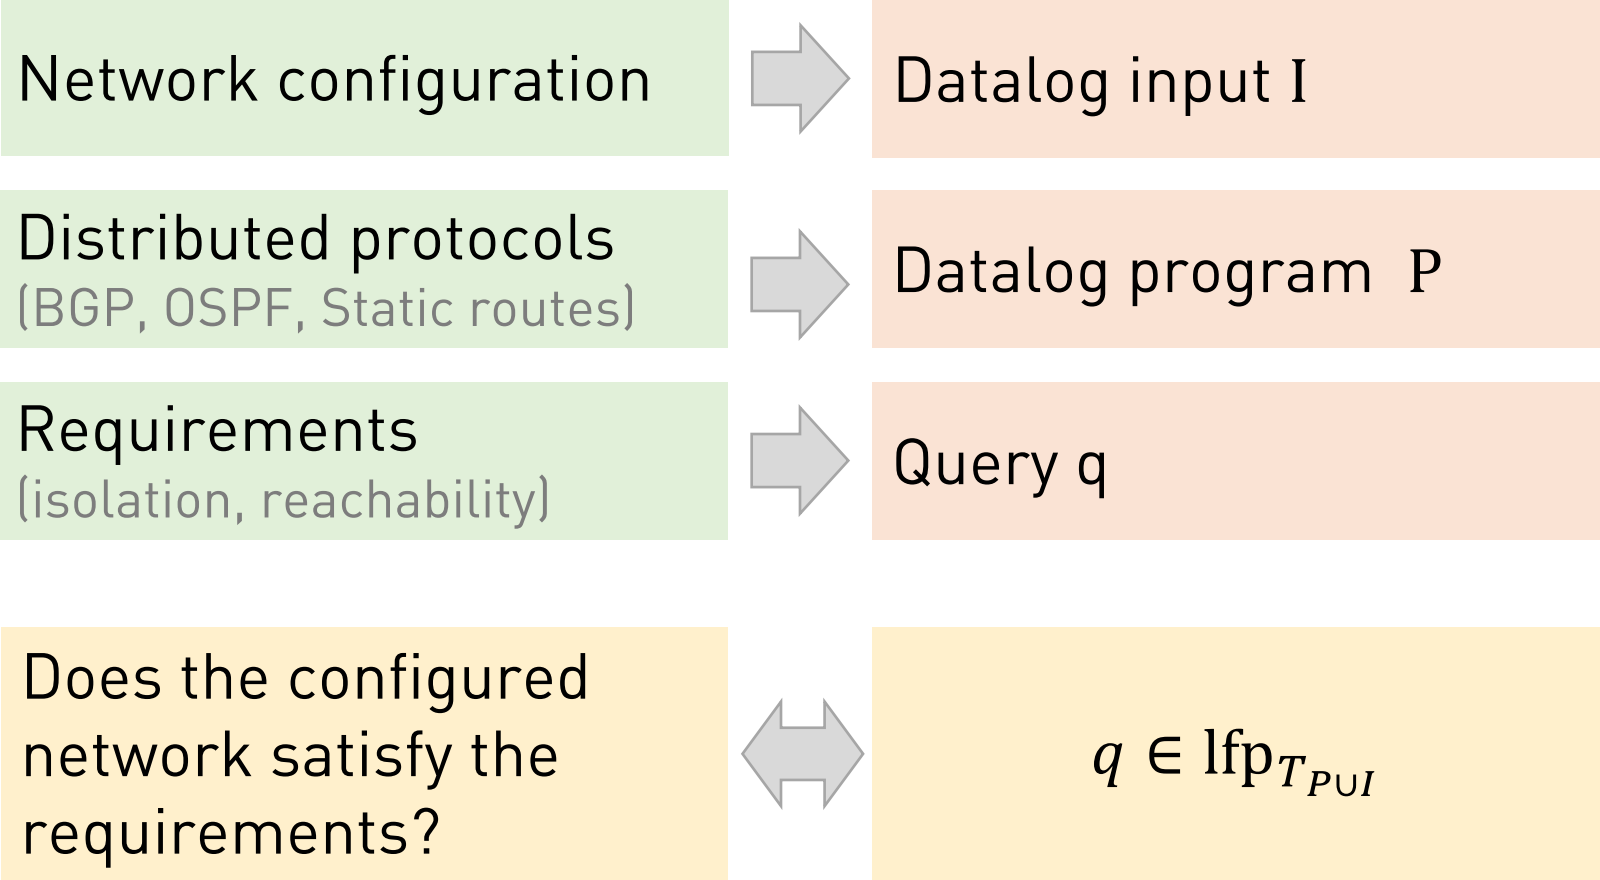 Network configuration
Datalog input I
Distributed protocols
(BGP, OSPF, Static routes)
Datalog program P
Requirements
(isolation, reachability)
Query q
Does the configured
network satisfy the
requirements?
q ∈ lfp_{T_{P∪I}}